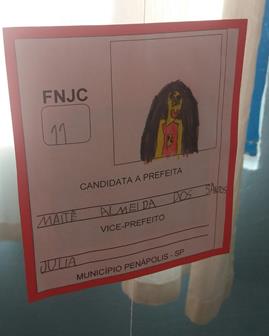 FNJC
11
CANDIDATA A PREFEITA
MAITÊ ALMEIDA DOS SANTOS
VICE-PREFEITO
JULIA
MUNICÍPIO PENÁPOLIS - SP